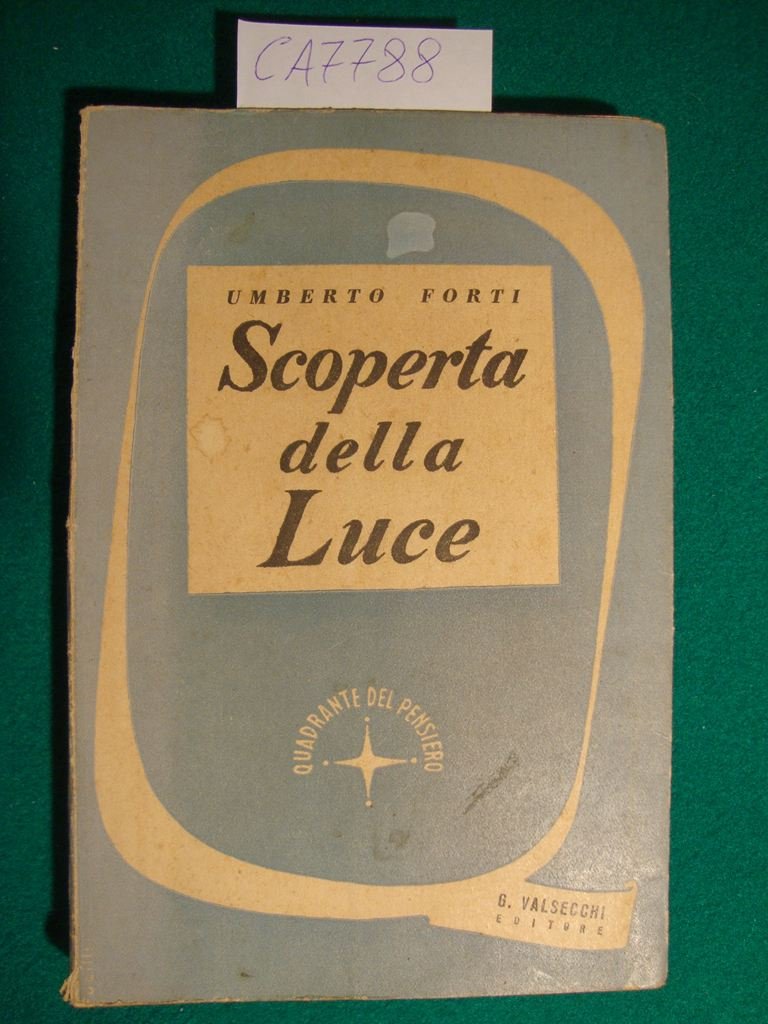 CA7788
UMBERTO FORTI
Scoperta
della
Luce
QUADRANTE DEL PENSIERO
G. VALSECCHI
EDITORE